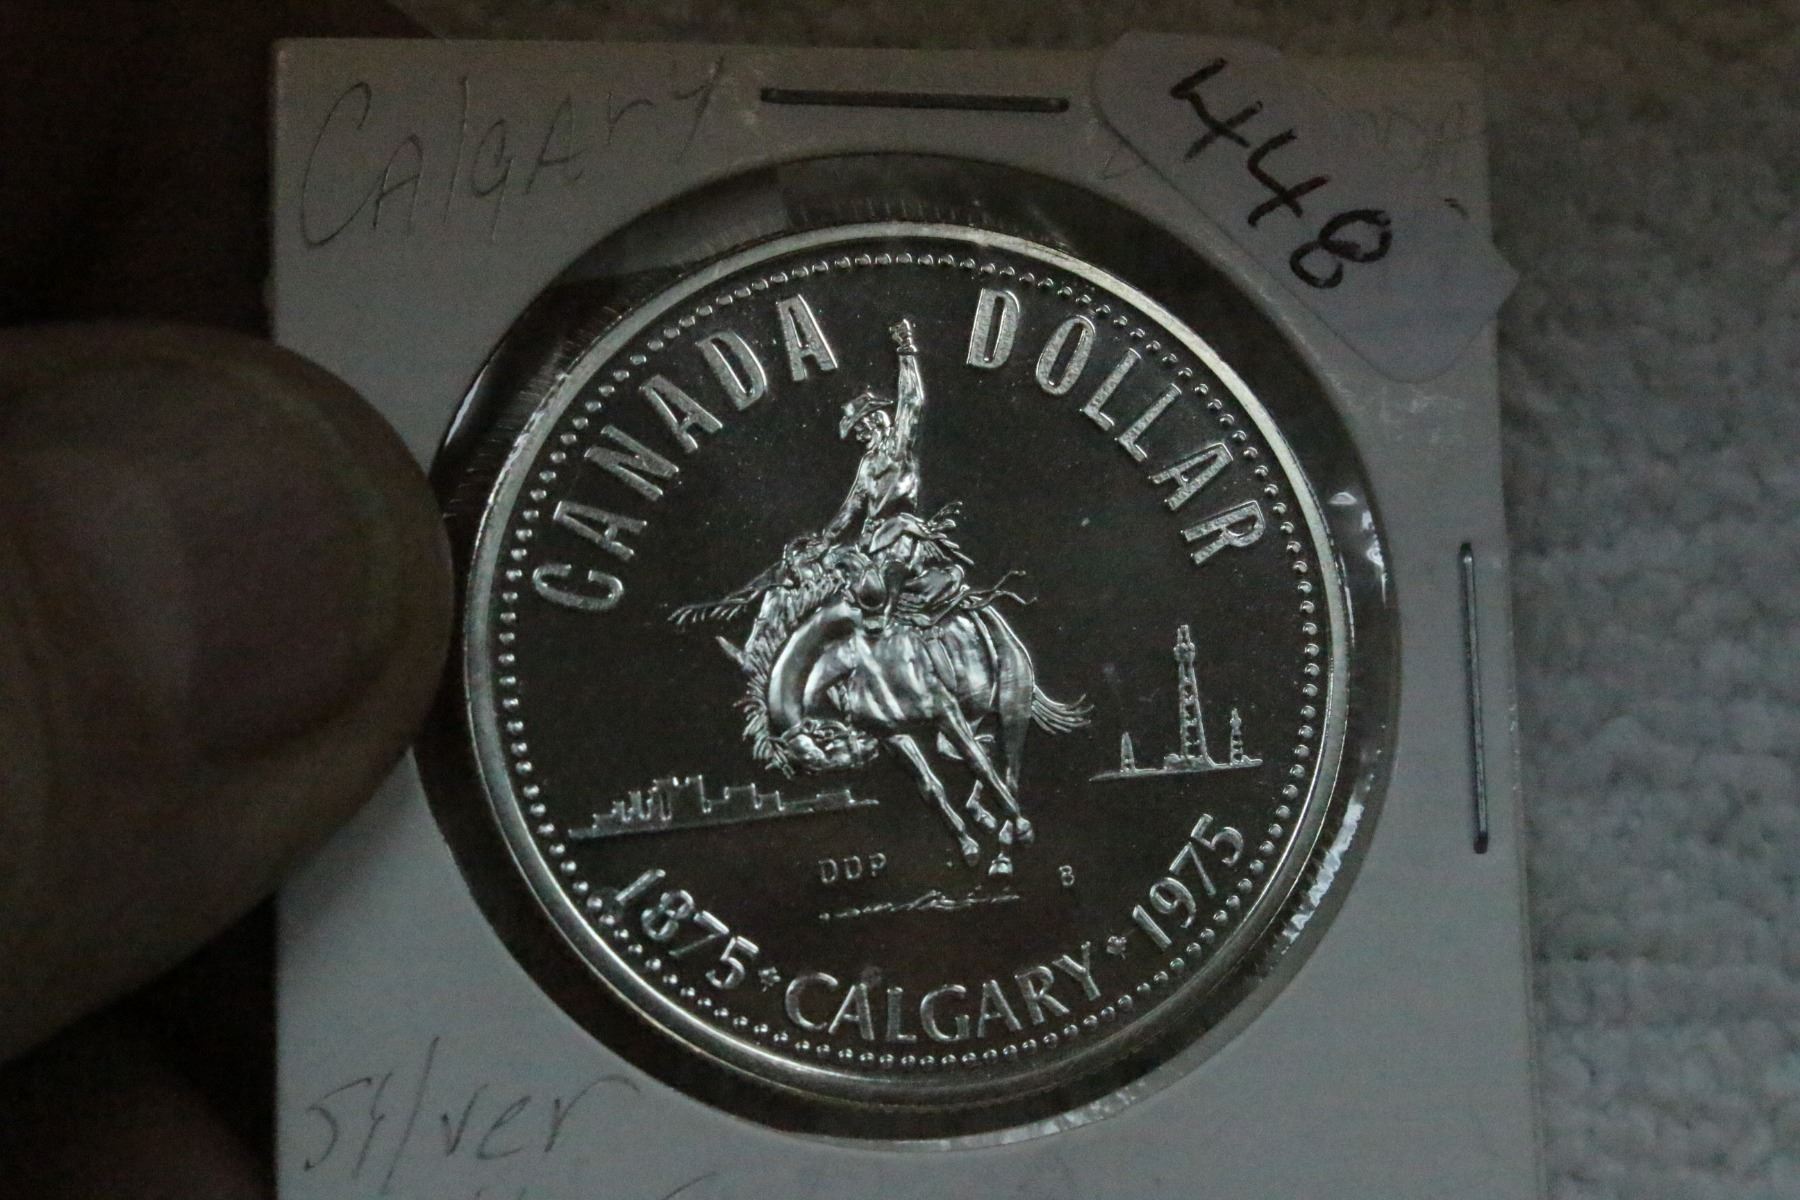 Calgary
448
CANADA DOLLAR
DDP
B
1875 CALGARY 1975
Silver